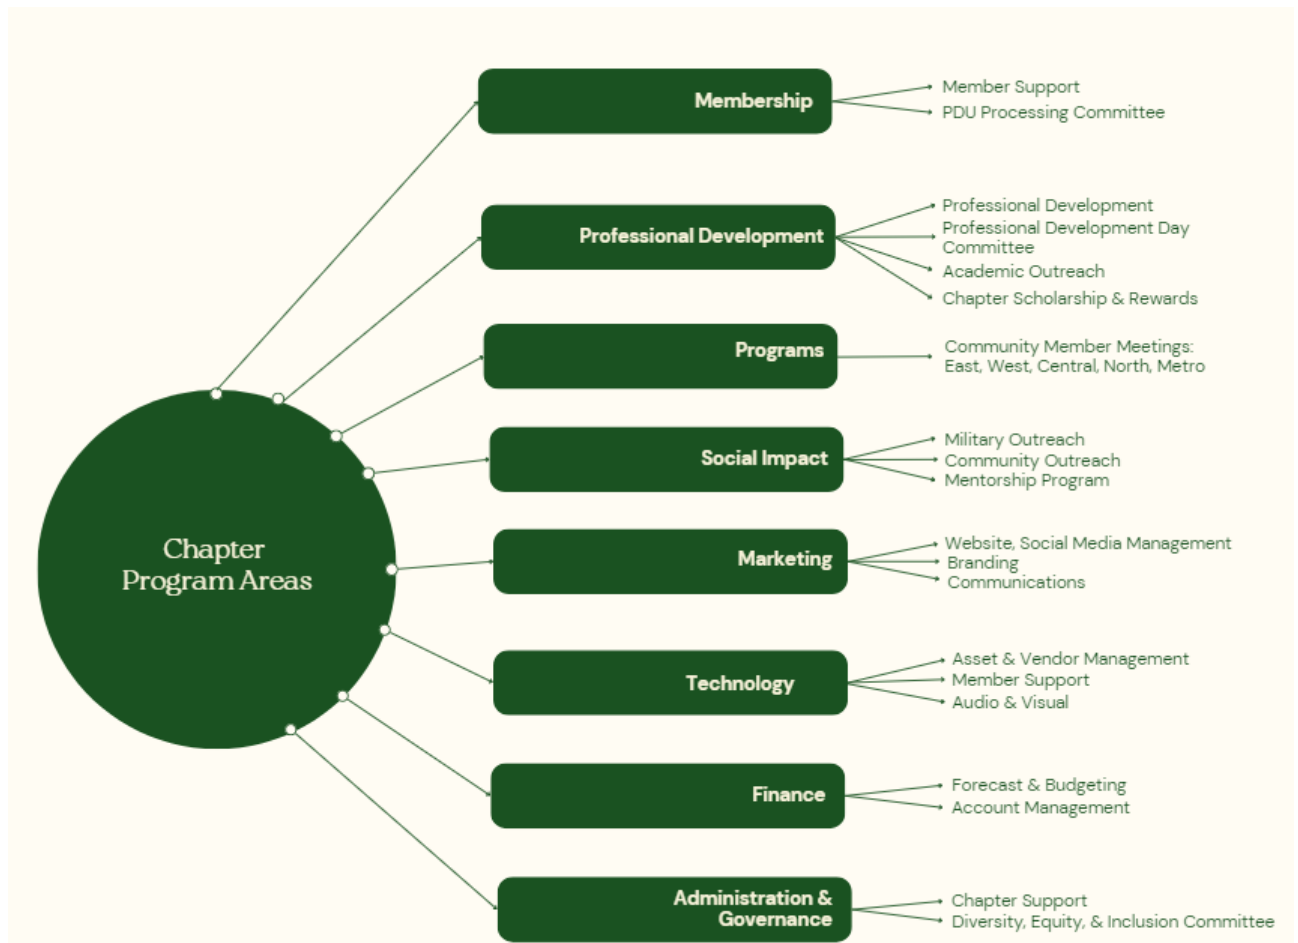 Chapter
Program Areas
Membership
Member Support
PDU Processing Committee
Professional Development
Professional Development
Professional Development Day
Committee
Academic Outreach
Chapter Scholarship & Rewards
Programs
Community Member Meetings:
East, West, Central, North, Metro
Social Impact
Military Outreach
Community Outreach
Mentorship Program
Marketing
Website, Social Media Management
Branding
Communications
Technology
Asset & Vendor Management
Member Support
Audio & Visual
Finance
Forecast & Budgeting
Account Management
Administration &
Governance
Chapter Support
Diversity, Equity, & Inclusion Committee